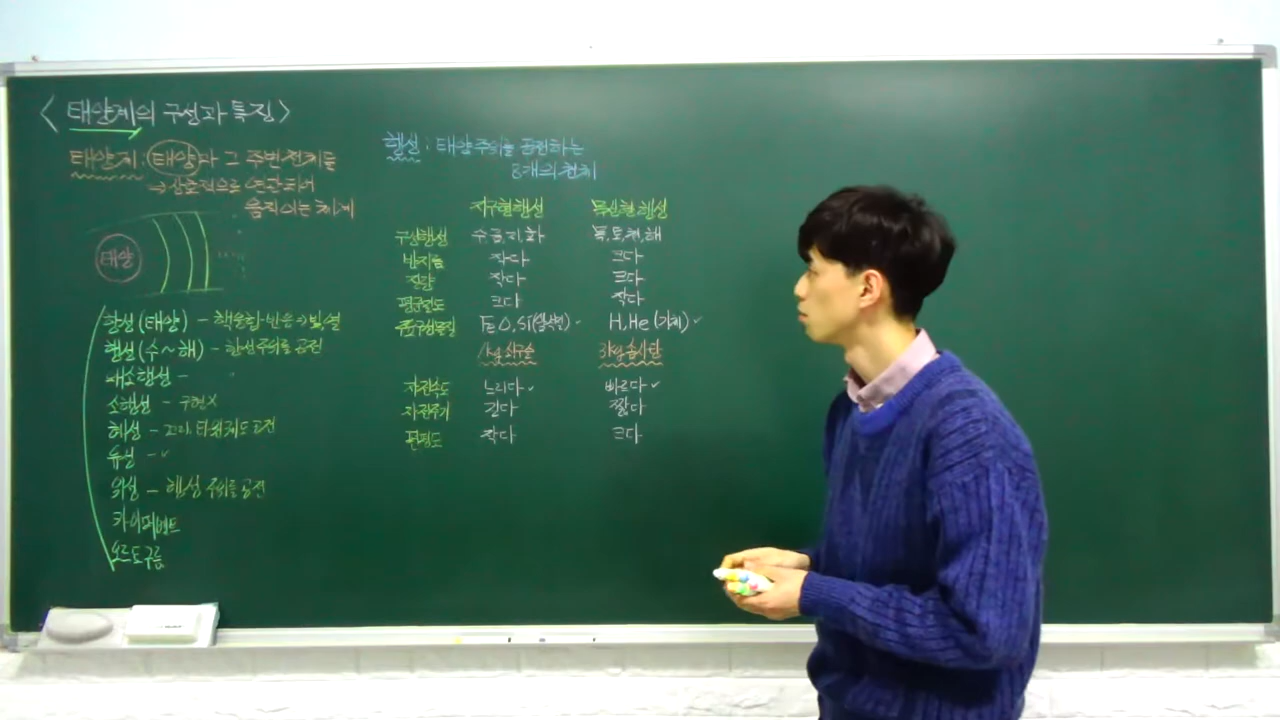 <태양계의 구성과 특징>
태양계 : 태양과 그 주변 천체들
→ 상호적으로 연관되어
움직이는 체계
태양
항성 (태양) - 핵융합 반응 → 빛, 열
행성 (수~해) - 항성 주위를 공전
왜소행성 - 〃
소행성 - 구형X
혜성 - 꼬리, 타원궤도 공전
유성 -
위성 - 행성 주위를 공전
카이퍼벨트
오르트구름
행성 : 태양 주위를 공전하는
8개의 천체
지구형 행성 목성형 행성
구성행성 수, 금, 지, 화 목, 토, 천, 해
반지름 작다 크다
질량 작다 크다
평균밀도 크다 작다
주요구성물질 Fe, O, Si (암석면) H, He (기체)
자전속도 느리다 빠르다
자전주기 길다 짧다
편평도 작다 크다